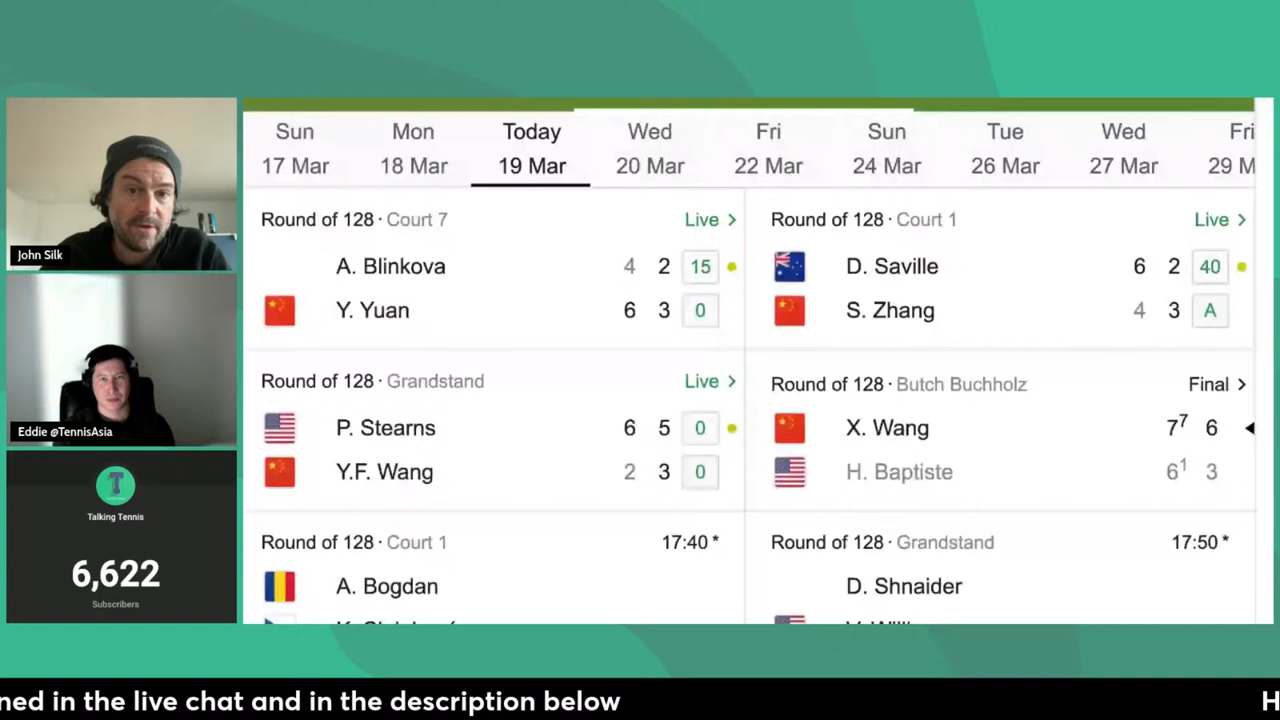 Sun Mon Today Wed Fri Sun Tue Wed Fri
17 Mar 18 Mar 19 Mar 20 Mar 22 Mar 24 Mar 26 Mar 27 Mar 29 M
Round of 128 · Court 7 Live >
A. Blinkova 4 2 15
Y. Yuan 6 3 0
Round of 128 · Court 1 Live >
D. Saville 6 2 40
S. Zhang 4 3 A
Round of 128 · Grandstand Live >
P. Stearns 6 5 0
Y.F. Wang 2 3 0
Round of 128 · Butch Buchholz Final >
X. Wang 7⁷ 6
H. Baptiste 6¹ 3
Round of 128 · Court 1 17:40 *
A. Bogdan
Round of 128 · Grandstand 17:50 *
D. Shnaider
John Silk
Eddie @TennisAsia
T
Talking Tennis
6,622
Subscribers
ned in the live chat and in the description below H